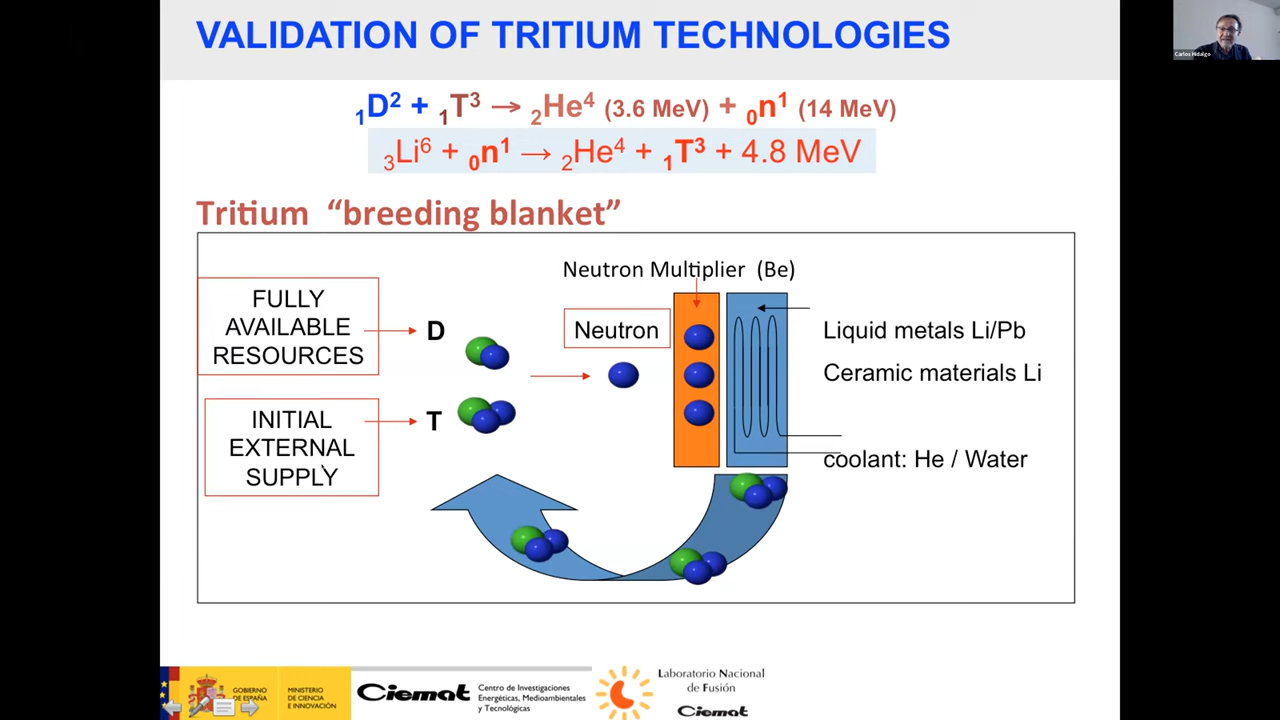 VALIDATION OF TRITIUM TECHNOLOGIES
Carlos Hidalgo
₁D² + ₁T³ → ₂He⁴ (3.6 MeV) + ₀n¹ (14 MeV)
₃Li⁶ + ₀n¹ → ₂He⁴ + ₁T³ + 4.8 MeV
Tritium “breeding blanket”
Neutron Multiplier (Be)
FULLY
AVAILABLE
RESOURCES
D
Neutron
Liquid metals Li/Pb
Ceramic materials Li
INITIAL
EXTERNAL
SUPPLY
T
coolant: He / Water
GOBIERNO
DE ESPAÑA
MINISTERIO
DE CIENCIA
E INNOVACIÓN
Ciemat
Centro de Investigaciones
Energéticas, Medioambientales
y Tecnológicas
Laboratorio Nacional
de Fusión
Ciemat